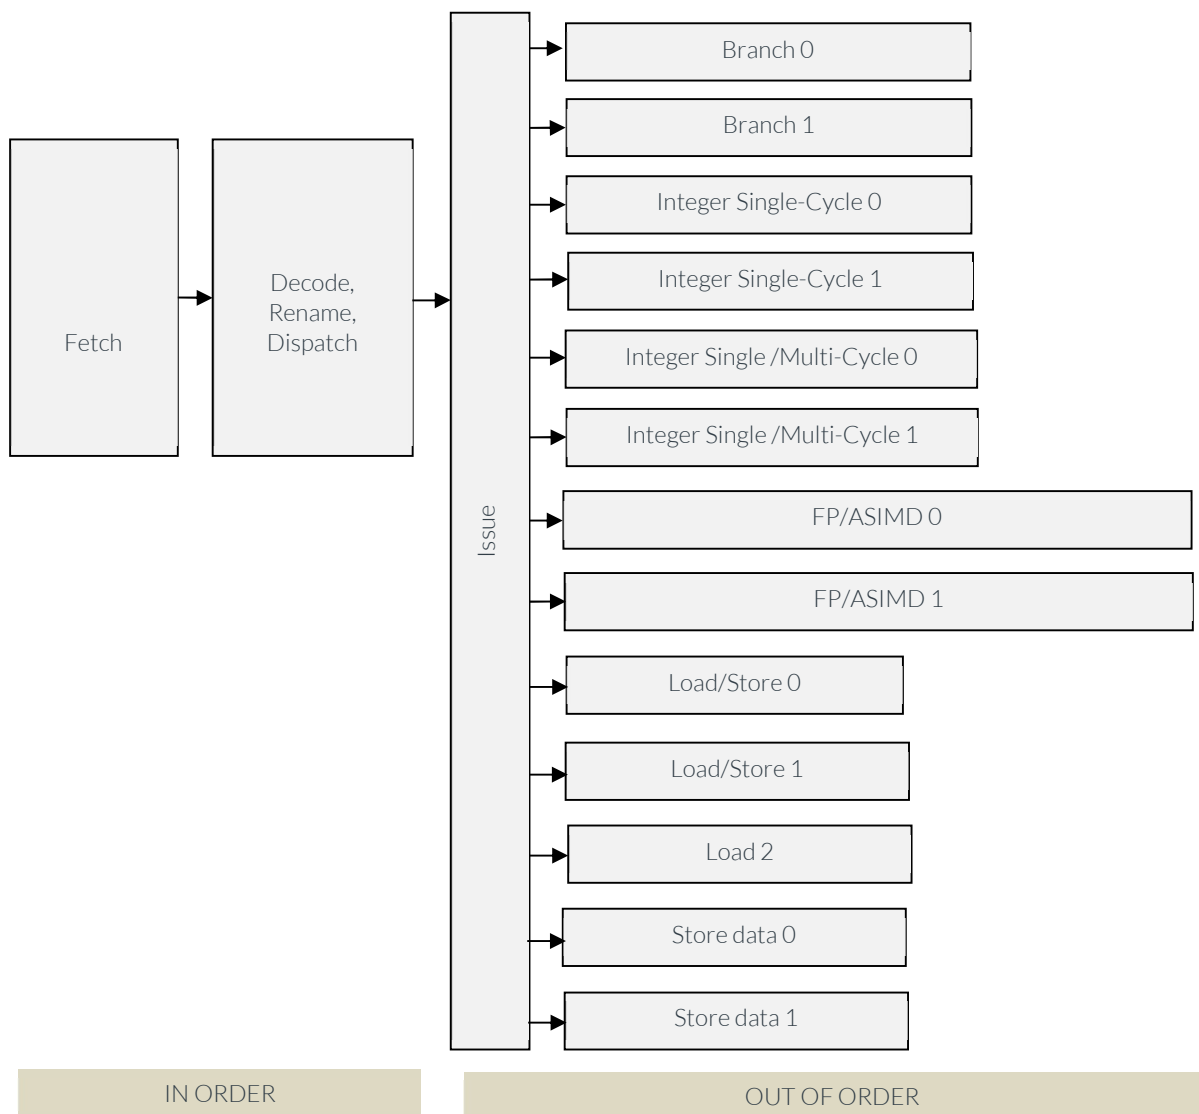 Fetch
Decode,
Rename,
Dispatch
Issue
Branch 0
Branch 1
Integer Single-Cycle 0
Integer Single-Cycle 1
Integer Single /Multi-Cycle 0
Integer Single /Multi-Cycle 1
FP/ASIMD 0
FP/ASIMD 1
Load/Store 0
Load/Store 1
Load 2
Store data 0
Store data 1
IN ORDER
OUT OF ORDER